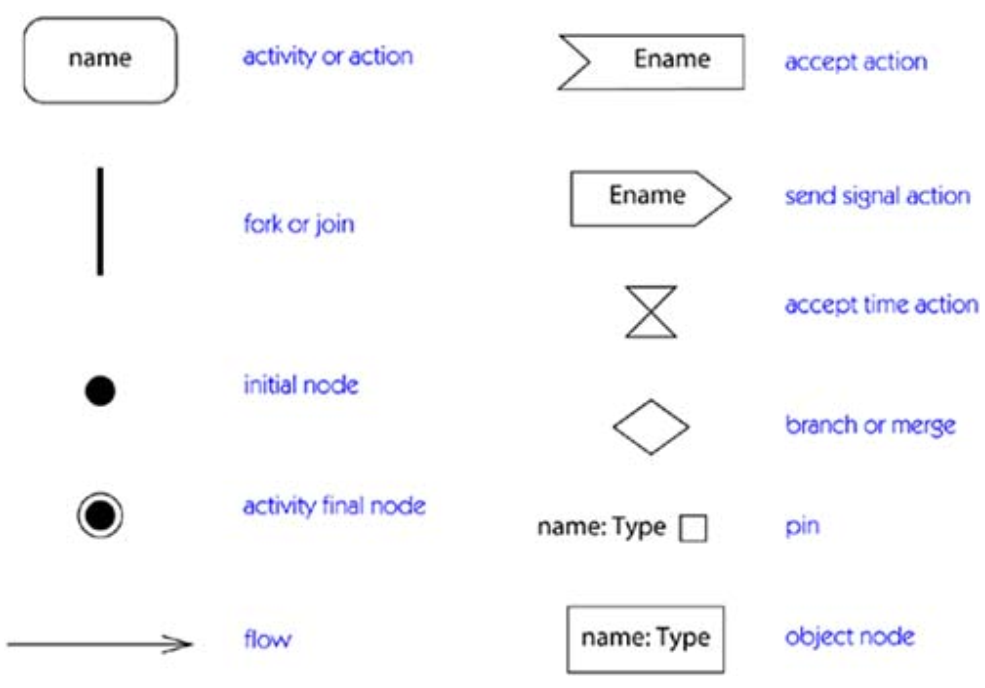 name
activity or action
fork or join
initial node
activity final node
flow
Ename
accept action
Ename
send signal action
accept time action
branch or merge
name: Type
pin
name: Type
object node